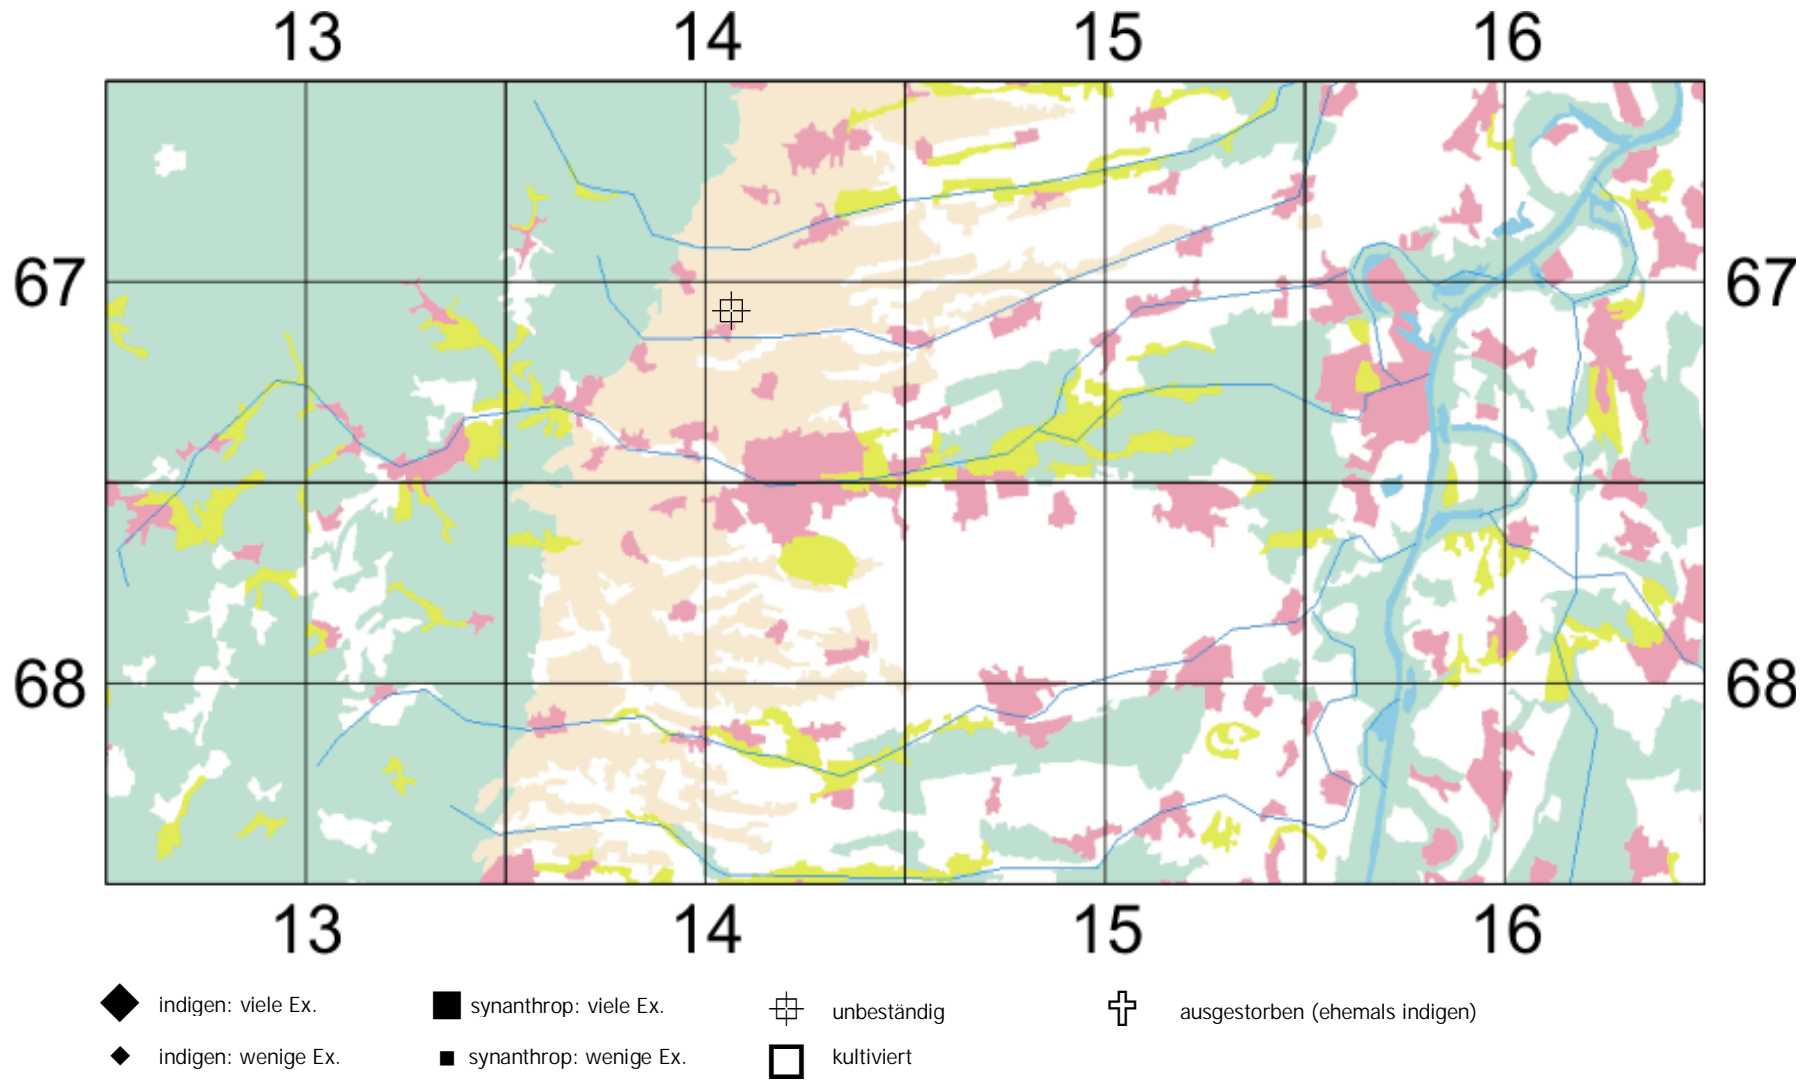 13 14 15 16
67 67
68 68
13 14 15 16
indigen: viele Ex. synanthrop: viele Ex. unbeständig ausgestorben (ehemals indigen)
indigen: wenige Ex. synanthrop: wenige Ex. kultiviert